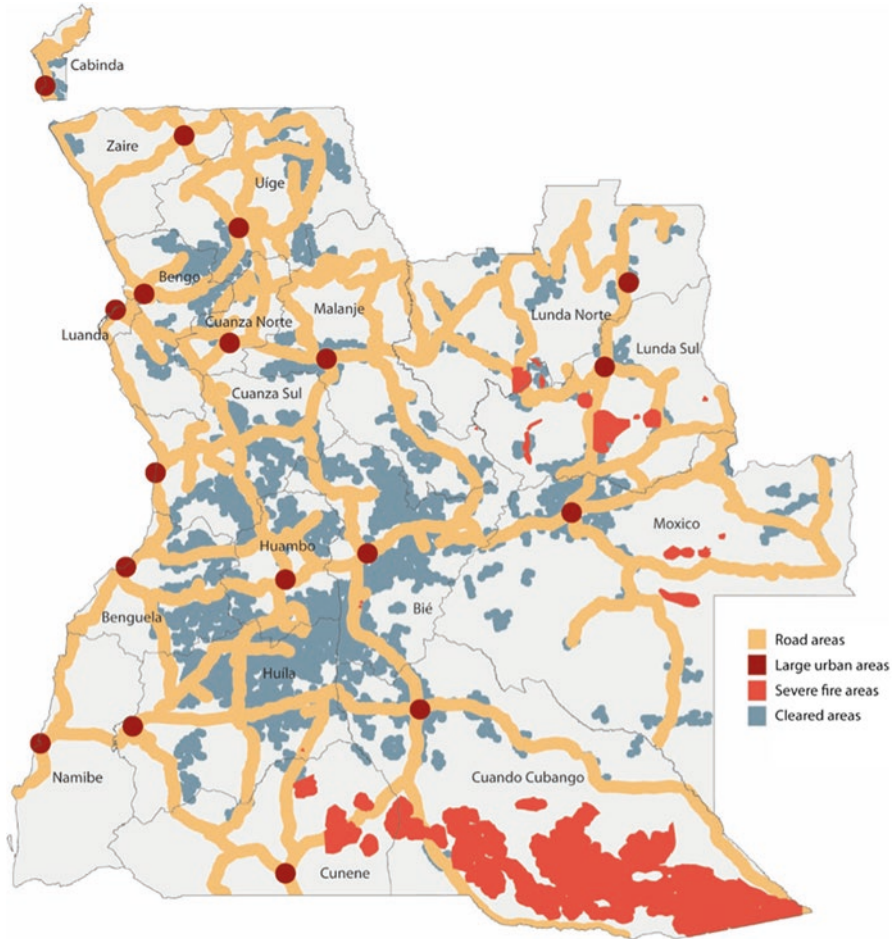 Cabinda
Zaire
Uíge
Bengo
Luanda
Cuanza Norte
Malanje
Lunda Norte
Lunda Sul
Cuanza Sul
Moxico
Huambo
Benguela
Bié
Huíla
Namibe
Cuando Cubango
Cunene
Road areas
Large urban areas
Severe fire areas
Cleared areas